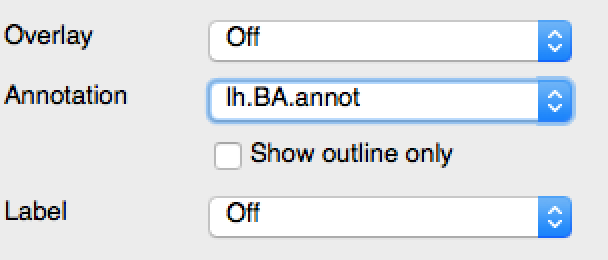 Overlay Off
Annotation lh.BA.annot
Show outline only
Label Off